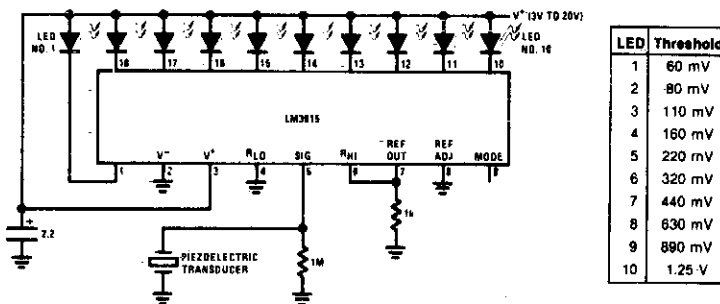 V+ (3V TO 20V)
LED
NO. 1
LED
NO. 10
18
17
16
15
14
13
12
11
10
LM3915
V−
V+
RLO
SIG
RHI
REF
OUT
REF
ADJ
MODE
1
2
3
4
5
6
7
8
9
2.2
+
PIEZOELECTRIC
TRANSDUCER
1M
1k
LED Threshold
1 60 mV
2 80 mV
3 110 mV
4 160 mV
5 220 mV
6 320 mV
7 440 mV
8 630 mV
9 890 mV
10 1.25 V